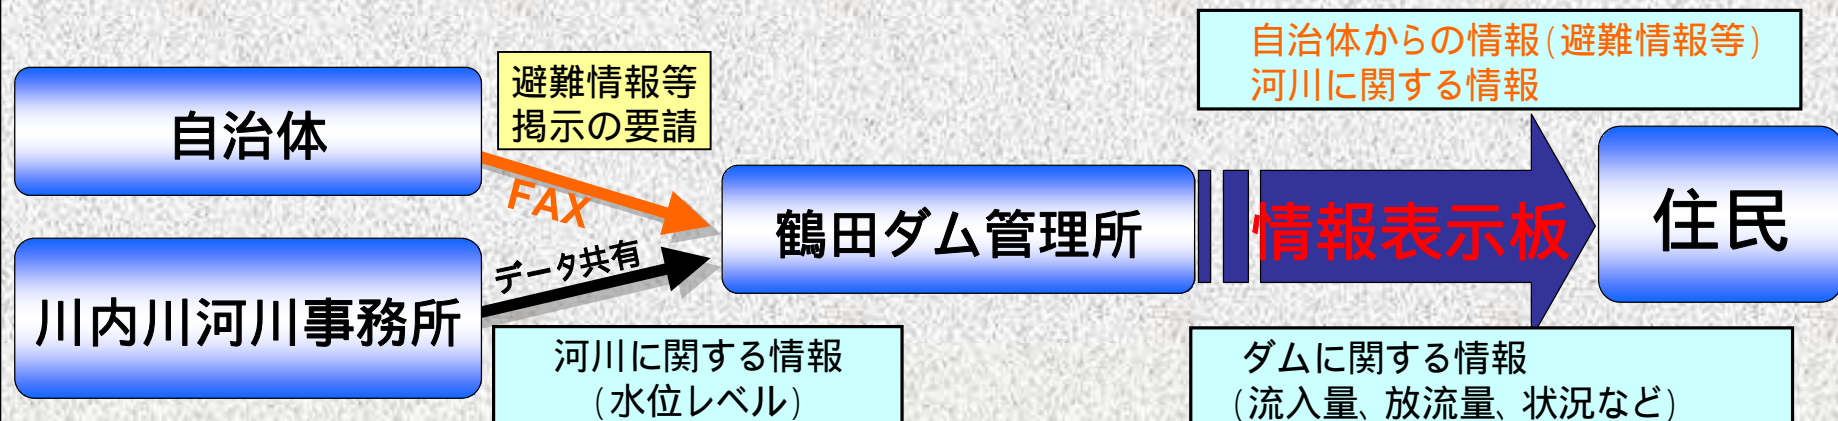 自治体からの情報(避難情報等)
河川に関する情報
避難情報等
掲示の要請
自治体
FAX
鶴田ダム管理所
情報表示板
住民
データ共有
川内川河川事務所
河川に関する情報
(水位レベル)
ダムに関する情報
(流入量、放流量、状況など)